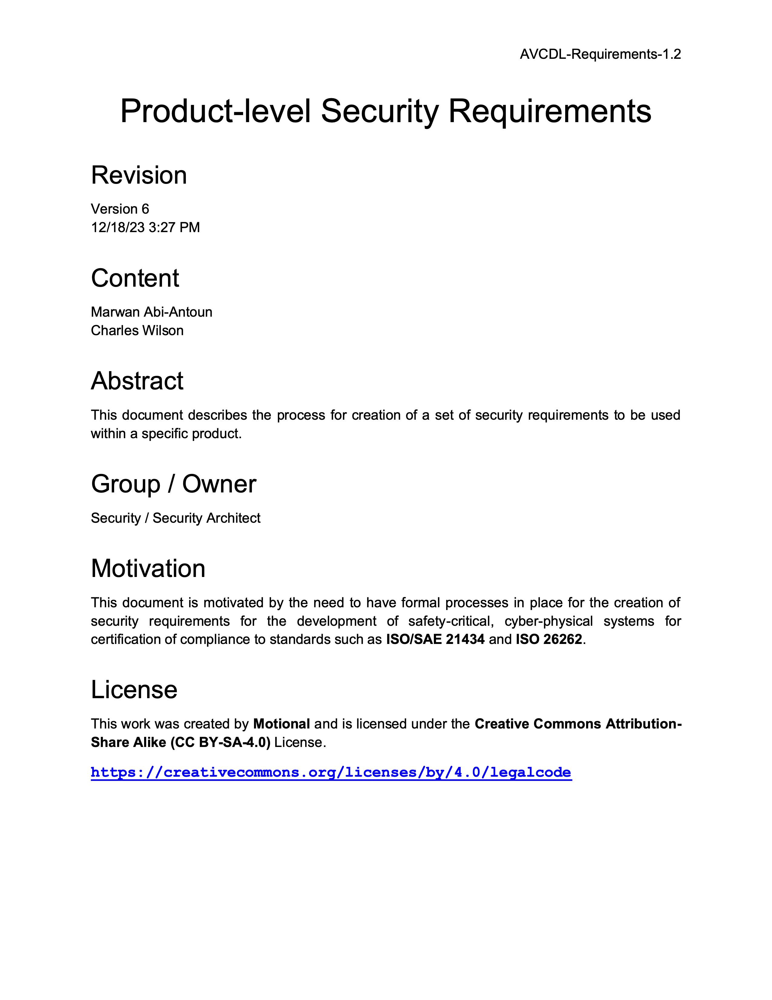 AVCDL-Requirements-1.2
Product-level Security Requirements
Revision
Version 6
12/18/23 3:27 PM
Content
Marwan Abi-Antoun
Charles Wilson
Abstract
This document describes the process for creation of a set of security requirements to be used
within a specific product.
Group / Owner
Security / Security Architect
Motivation
This document is motivated by the need to have formal processes in place for the creation of
security requirements for the development of safety-critical, cyber-physical systems for
certification of compliance to standards such as ISO/SAE 21434 and ISO 26262.
License
This work was created by Motional and is licensed under the Creative Commons Attribution-
Share Alike (CC BY-SA-4.0) License.
https://creativecommons.org/licenses/by/4.0/legalcode